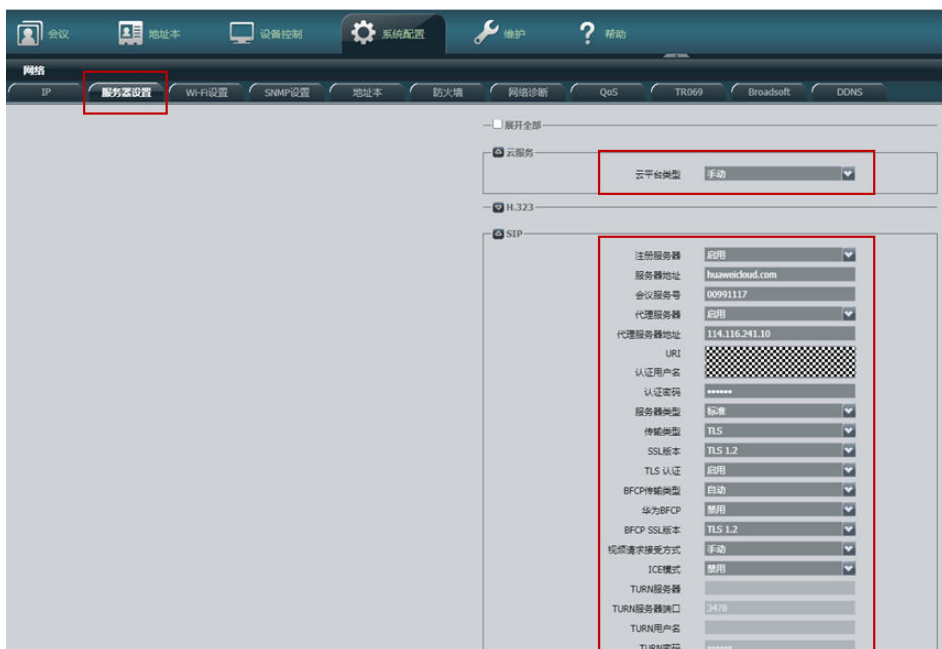 会议 地址本 设备控制 系统配置 维护 帮助
网络
IP 服务器设置 Wi-Fi设置 SNMP设置 地址本 防火墙 网络诊断 QoS TR069 Broadsoft DDNS
展开全部
云服务
云平台类型 手动
H.323
SIP
注册服务器 启用
服务器地址 huaweicloud.com
会议服务号 00991117
代理服务器 启用
代理服务器地址 114.116.241.10
URI
认证用户名
认证密码 ••••••
服务器类型 标准
传输类型 TLS
SSL版本 TLS 1.2
TLS 认证 启用
BFCP传输类型 自动
华为BFCP 禁用
BFCP SSL版本 TLS 1.2
视频请求接受方式 手动
ICE模式 禁用
TURN服务器
TURN服务器端口 3478
TURN用户名
TURN密码 ••••••